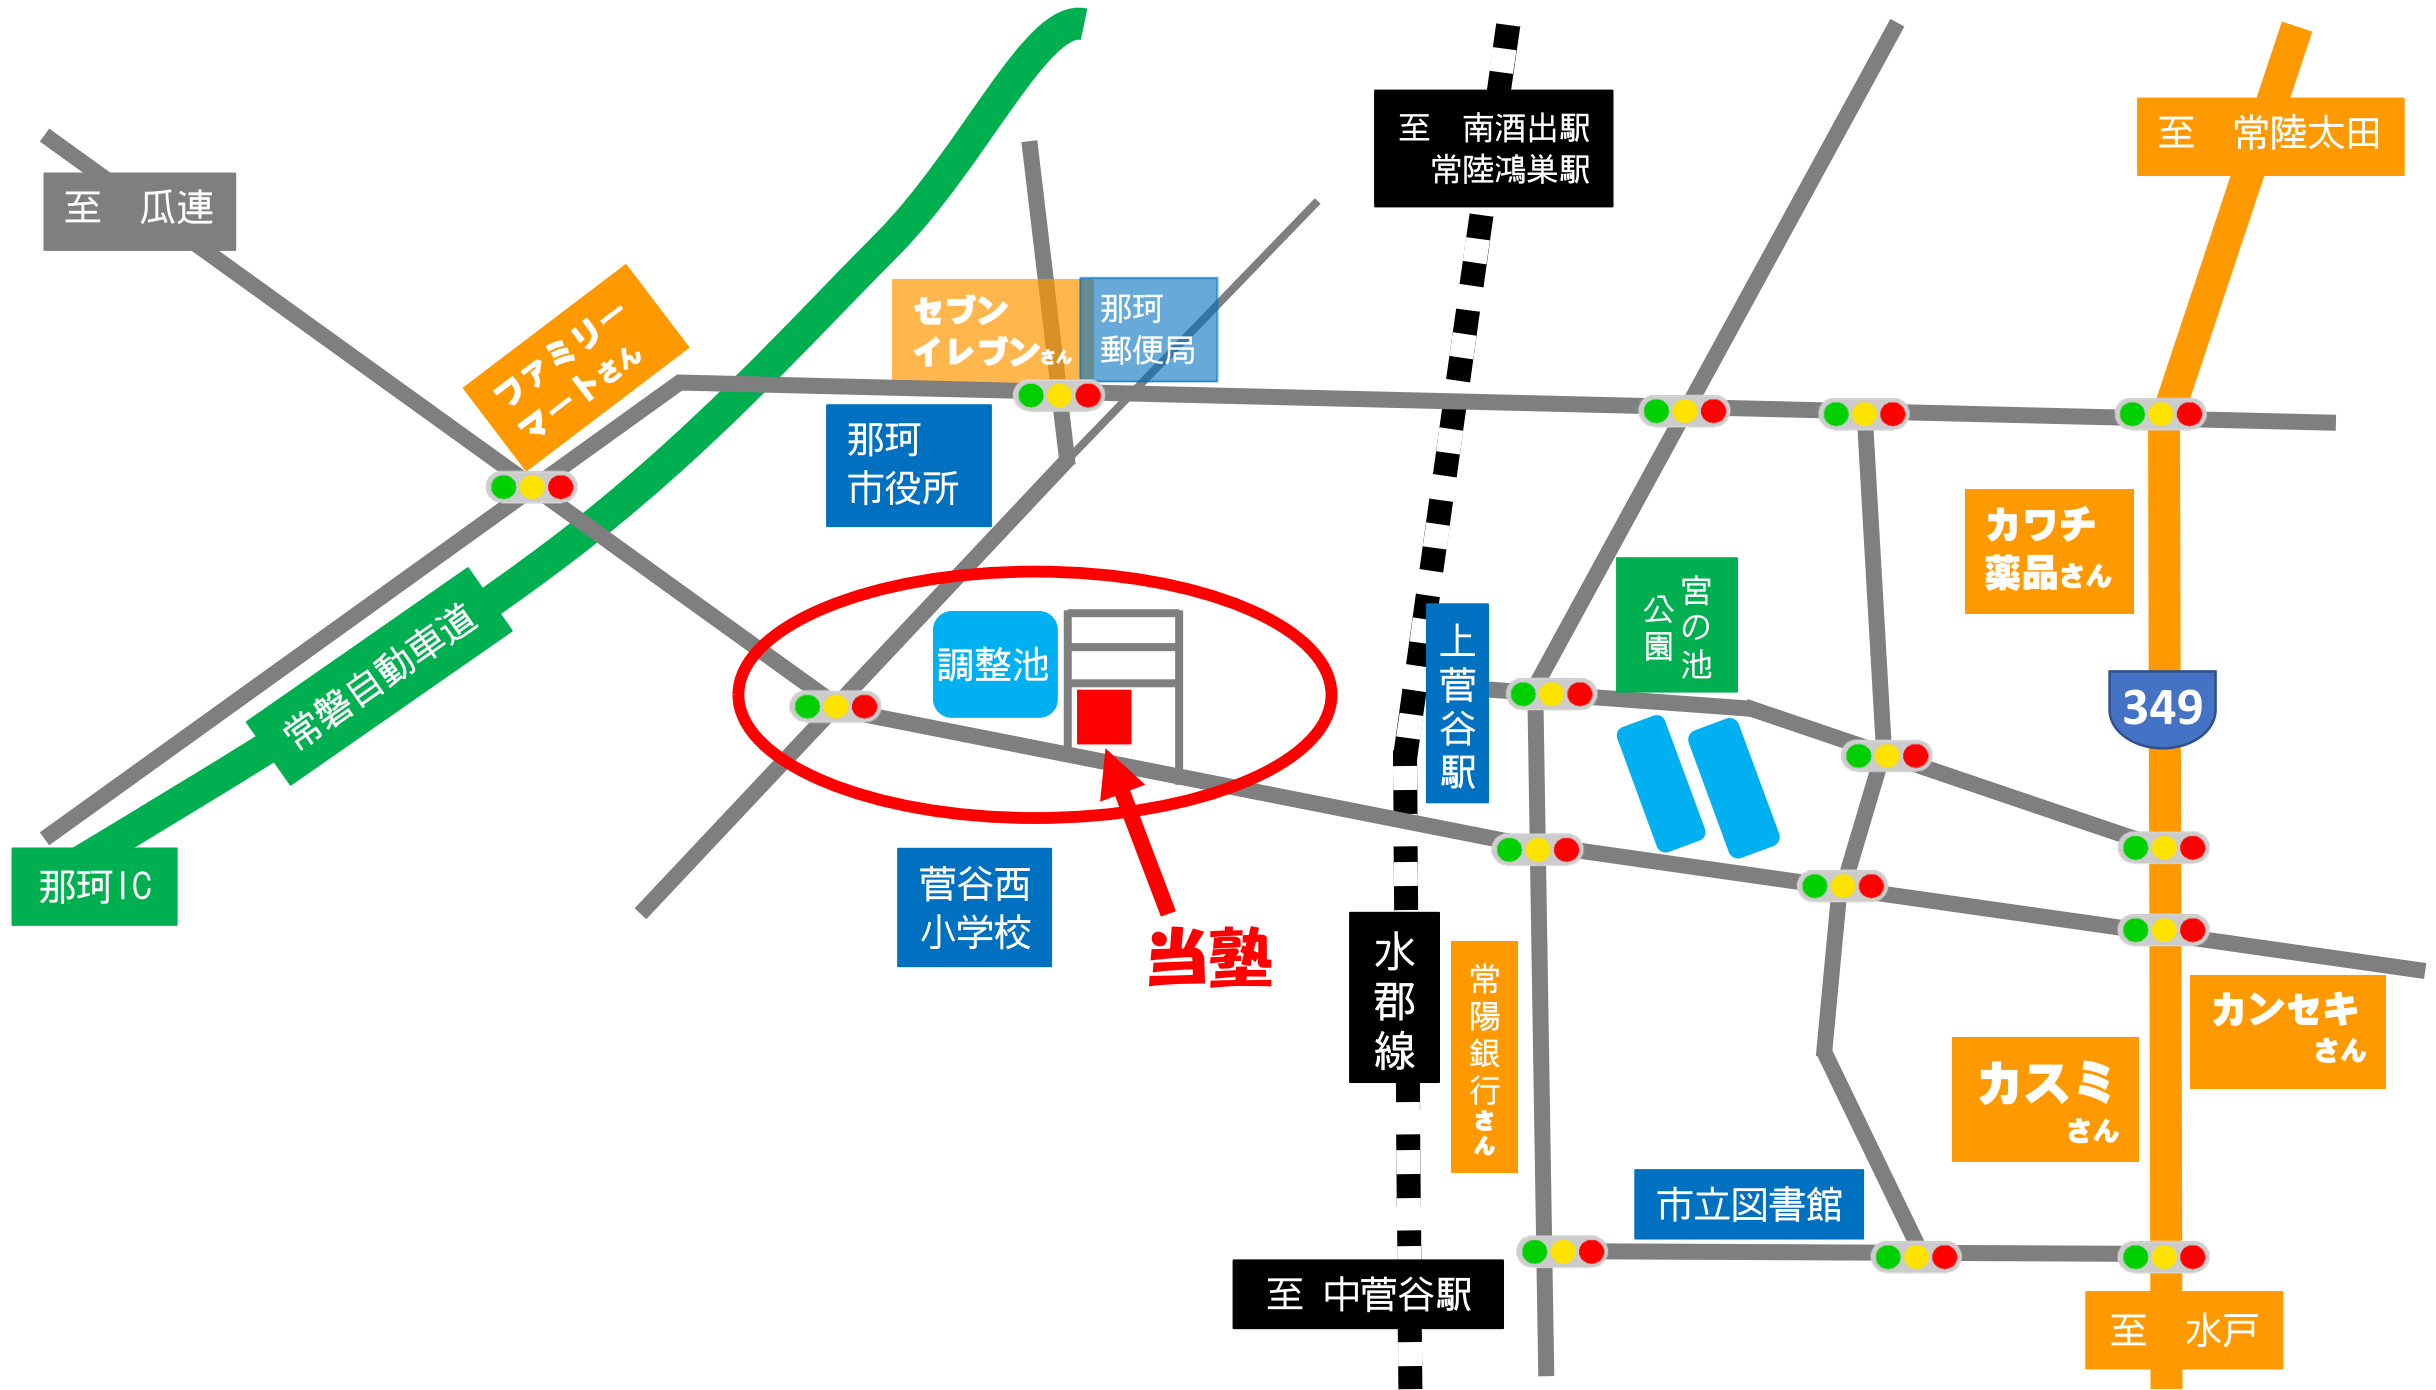 至　南酒出駅
常陸鴻巣駅
至　常陸太田
至　瓜連
ファミリー
マートさん
セブン
イレブンさん
那珂
郵便局
那珂
市役所
カワチ
薬品さん
宮の池
公園
上菅谷駅
調整池
349
常磐自動車道
那珂IC
菅谷西
小学校
当塾
水郡線
常陽銀行さん
カンセキ
さん
カスミ
さん
市立図書館
至 中菅谷駅
至　水戸